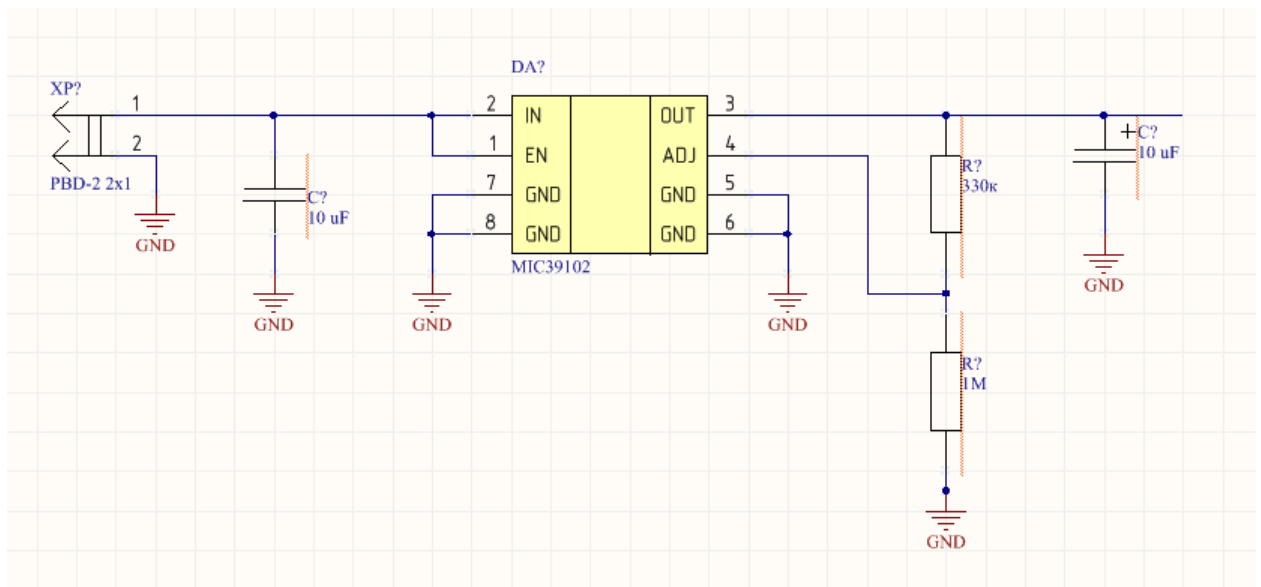 DA?
XP?
1
2
PBD-2 2x1
GND
C?
10 uF
GND
2
IN
1
EN
7
GND
8
GND
MIC39102
GND
OUT
3
ADJ
4
GND
5
GND
6
GND
R?
330к
R?
1M
GND
+
C?
10 uF
GND